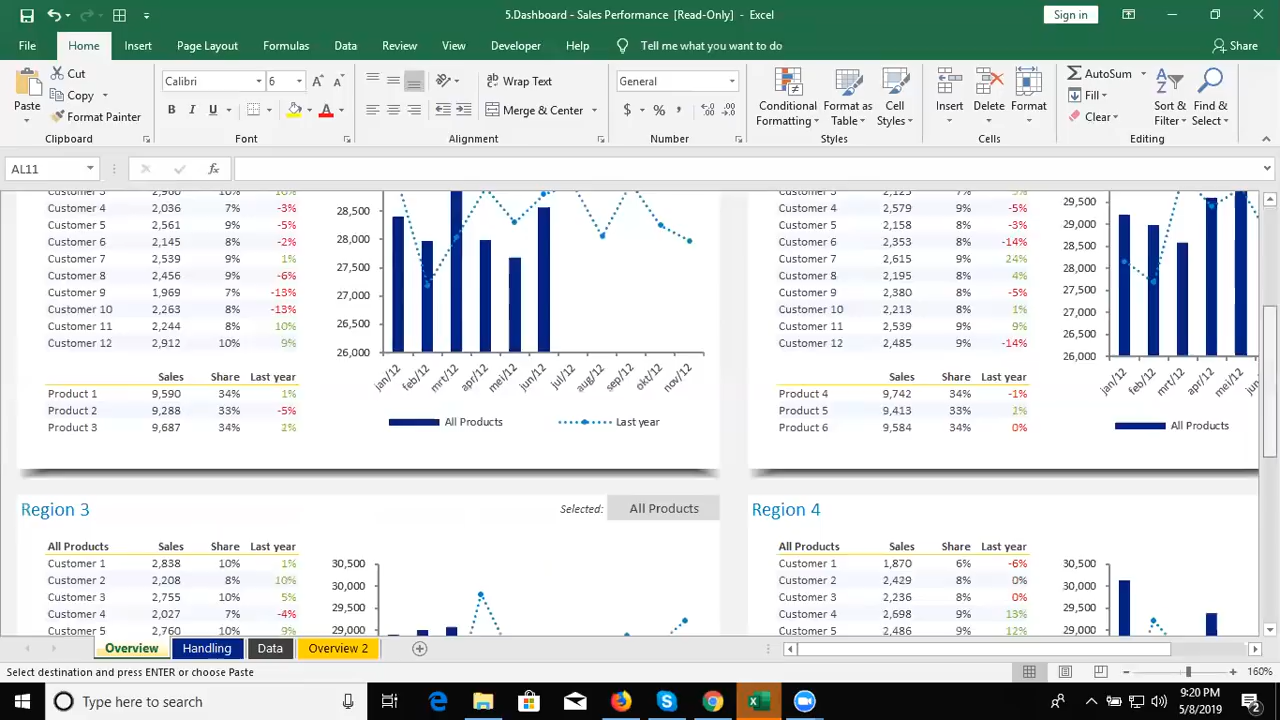 5.Dashboard - Sales Performance [Read-Only] - Excel
Sign in
File Home Insert Page Layout Formulas Data Review View Developer Help Tell me what you want to do Share
Paste Cut Copy Format Painter Clipboard
Calibri 6 B I U A Font
Wrap Text Merge & Center Alignment
General $ % Number
Conditional Formatting Format as Table Cell Styles Styles
Insert Delete Format Cells
AutoSum Fill Clear Sort & Filter Find & Select Editing
AL11 fx
Customer 3 2,960 10%
Customer 4 2,036 7% -3%
Customer 5 2,561 9% -5%
Customer 6 2,145 8% -2%
Customer 7 2,539 9% 1%
Customer 8 2,456 9% -6%
Customer 9 1,969 7% -13%
Customer 10 2,263 8% -13%
Customer 11 2,244 8% 10%
Customer 12 2,912 10% 9%
Sales Share Last year
Product 1 9,590 34% 1%
Product 2 9,288 33% -5%
Product 3 9,687 34% 2%
28,500
28,000
27,500
27,000
26,500
26,000
jan/12 feb/12 mrt/12 apr/12 mei/12 jun/12 jul/12 aug/12 sep/12 okt/12 nov/12
All Products Last year
Customer 3 2,125 7%
Customer 4 2,579 9% -5%
Customer 5 2,158 8% -3%
Customer 6 2,353 8% -14%
Customer 7 2,615 9% 24%
Customer 8 2,195 8% 4%
Customer 9 2,380 8% -5%
Customer 10 2,213 8% 1%
Customer 11 2,539 9% 9%
Customer 12 2,485 9% -14%
Sales Share Last year
Product 4 9,742 34% -1%
Product 5 9,413 33% 2%
Product 6 9,584 34% 0%
29,500
29,000
28,500
28,000
27,500
27,000
26,500
26,000
jan/12 feb/12 mrt/12 apr/12 mei/12
All Products
Region 3 Selected: All Products
All Products Sales Share Last year
Customer 1 2,838 10% 1%
Customer 2 2,208 8% 10%
Customer 3 2,755 10% 5%
Customer 4 2,027 7% -4%
Customer 5 2,760 10% 9%
30,500
30,000
29,500
29,000
Region 4
All Products Sales Share Last year
Customer 1 1,870 6% -6%
Customer 2 2,429 8% 0%
Customer 3 2,236 8% 0%
Customer 4 2,698 9% 13%
Customer 5 2,486 9% 12%
30,500
30,000
29,500
29,000
Overview Handling Data Overview 2
Select destination and press ENTER or choose Paste 160%
Type here to search
9:20 PM
5/8/2019
2